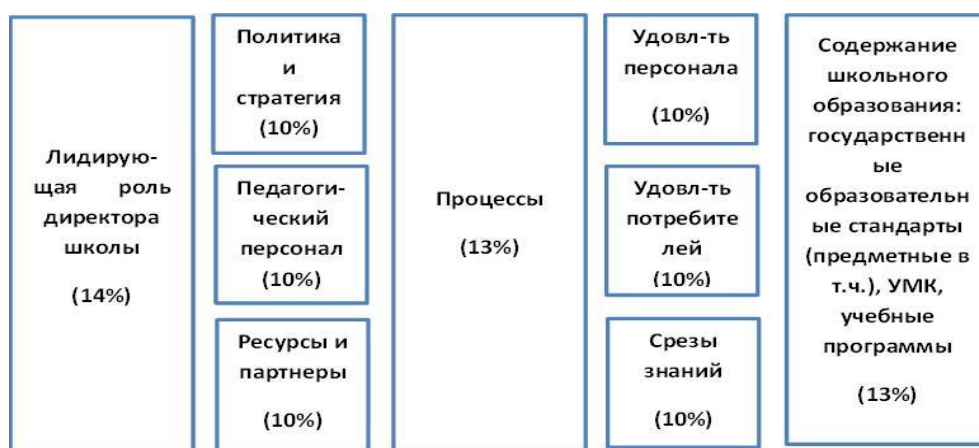 Лидирую-
щая роль
директора
школы
(14%)
Политика
и
стратегия
(10%)
Педагоги-
ческий
персонал
(10%)
Ресурсы и
партнеры
(10%)
Процессы
(13%)
Удовл-ть
персонала
(10%)
Удовл-ть
потребите
лей
(10%)
Срезы
знаний
(10%)
Содержание
школьного
образования:
государственн
ые
образовательн
ые стандарты
(предметные в
т.ч.), УМК,
учебные
программы
(13%)